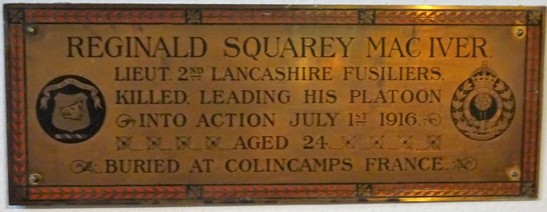 REGINALD SQUAREY MAC IVER.
LIEUT. 2ND LANCASHIRE FUSILIERS.
KILLED, LEADING HIS PLATOON
INTO ACTION JULY 1ST 1916.
AGED 24.
BURIED AT COLINCAMPS FRANCE.